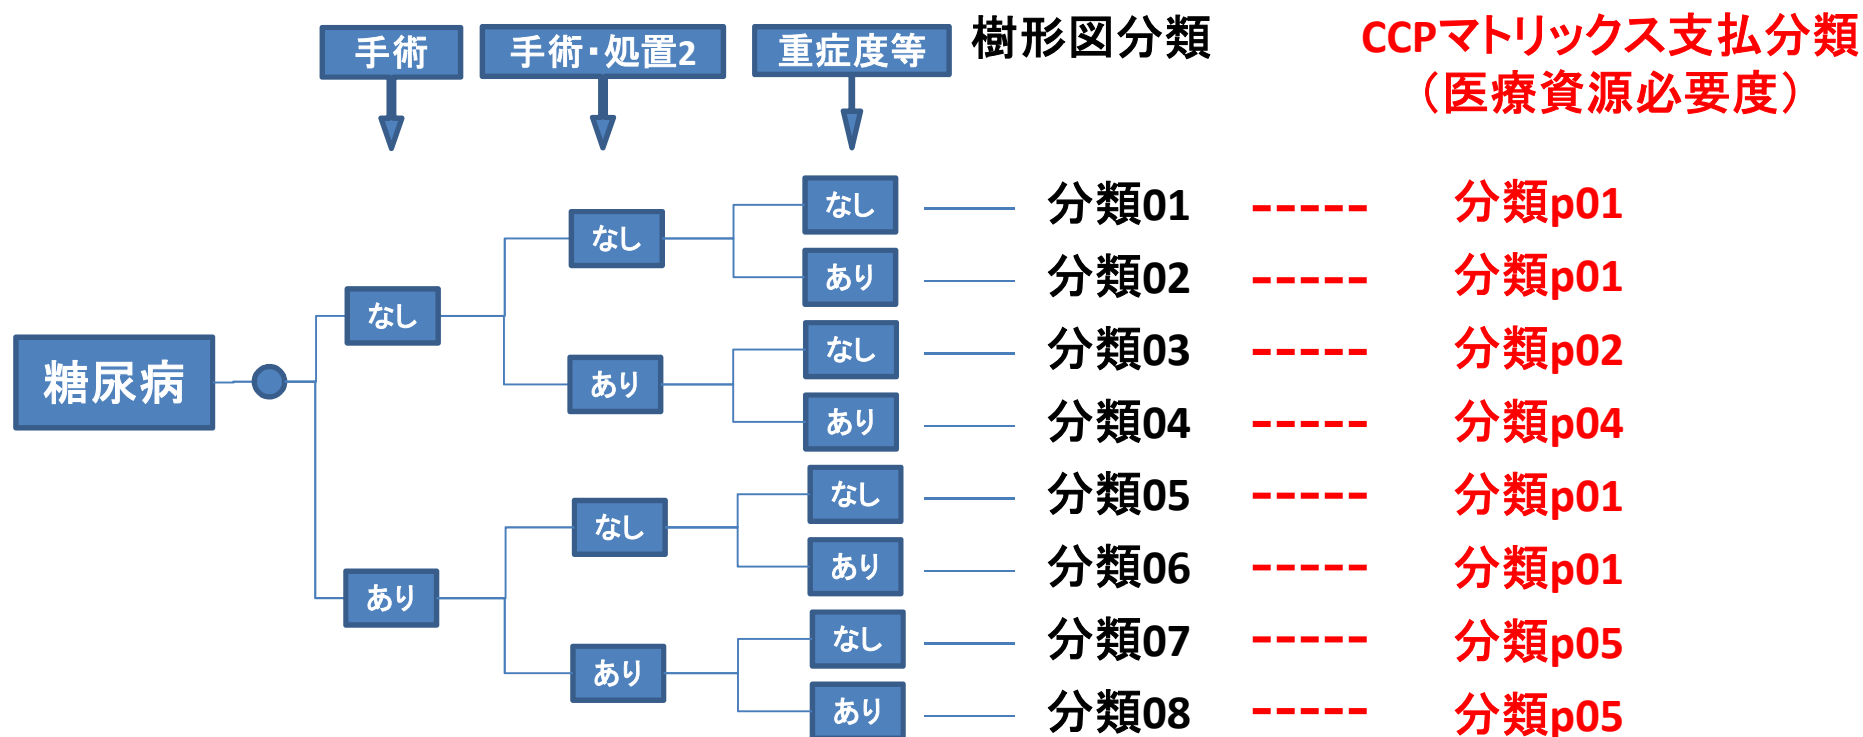 手術
手術・処置2
重症度等
樹形図分類
CCPマトリックス支払分類
（医療資源必要度）
なし
分類01
-----
分類p01
なし
あり
分類02
-----
分類p01
なし
なし
分類03
-----
分類p02
糖尿病
あり
あり
分類04
-----
分類p04
なし
分類05
-----
分類p01
なし
あり
分類06
-----
分類p01
あり
なし
分類07
-----
分類p05
あり
あり
分類08
-----
分類p05